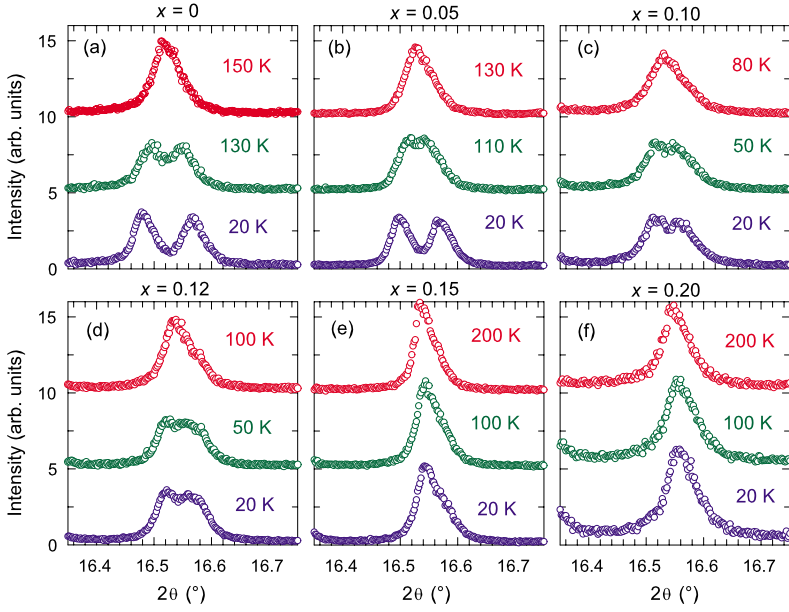 x = 0
x = 0.05
x = 0.10
15
10
5
0
Intensity (arb. units)
(a)
150 K
130 K
20 K
(b)
130 K
110 K
20 K
(c)
80 K
50 K
20 K
x = 0.12
x = 0.15
x = 0.20
15
10
5
0
Intensity (arb. units)
(d)
100 K
50 K
20 K
(e)
200 K
100 K
20 K
(f)
200 K
100 K
20 K
16.4 16.5 16.6 16.7
16.4 16.5 16.6 16.7
16.4 16.5 16.6 16.7
2θ (°)
2θ (°)
2θ (°)